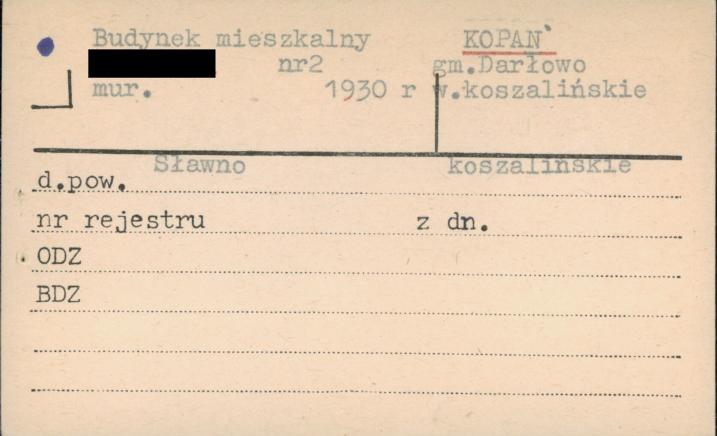 Budynek mieszkalny KOPAŃ
nr2 gm.Darłowo
mur. 1930 r w.koszalińskie
Sławno koszalińskie
d.pow.
nr rejestru z dn.
ODZ
BDZ